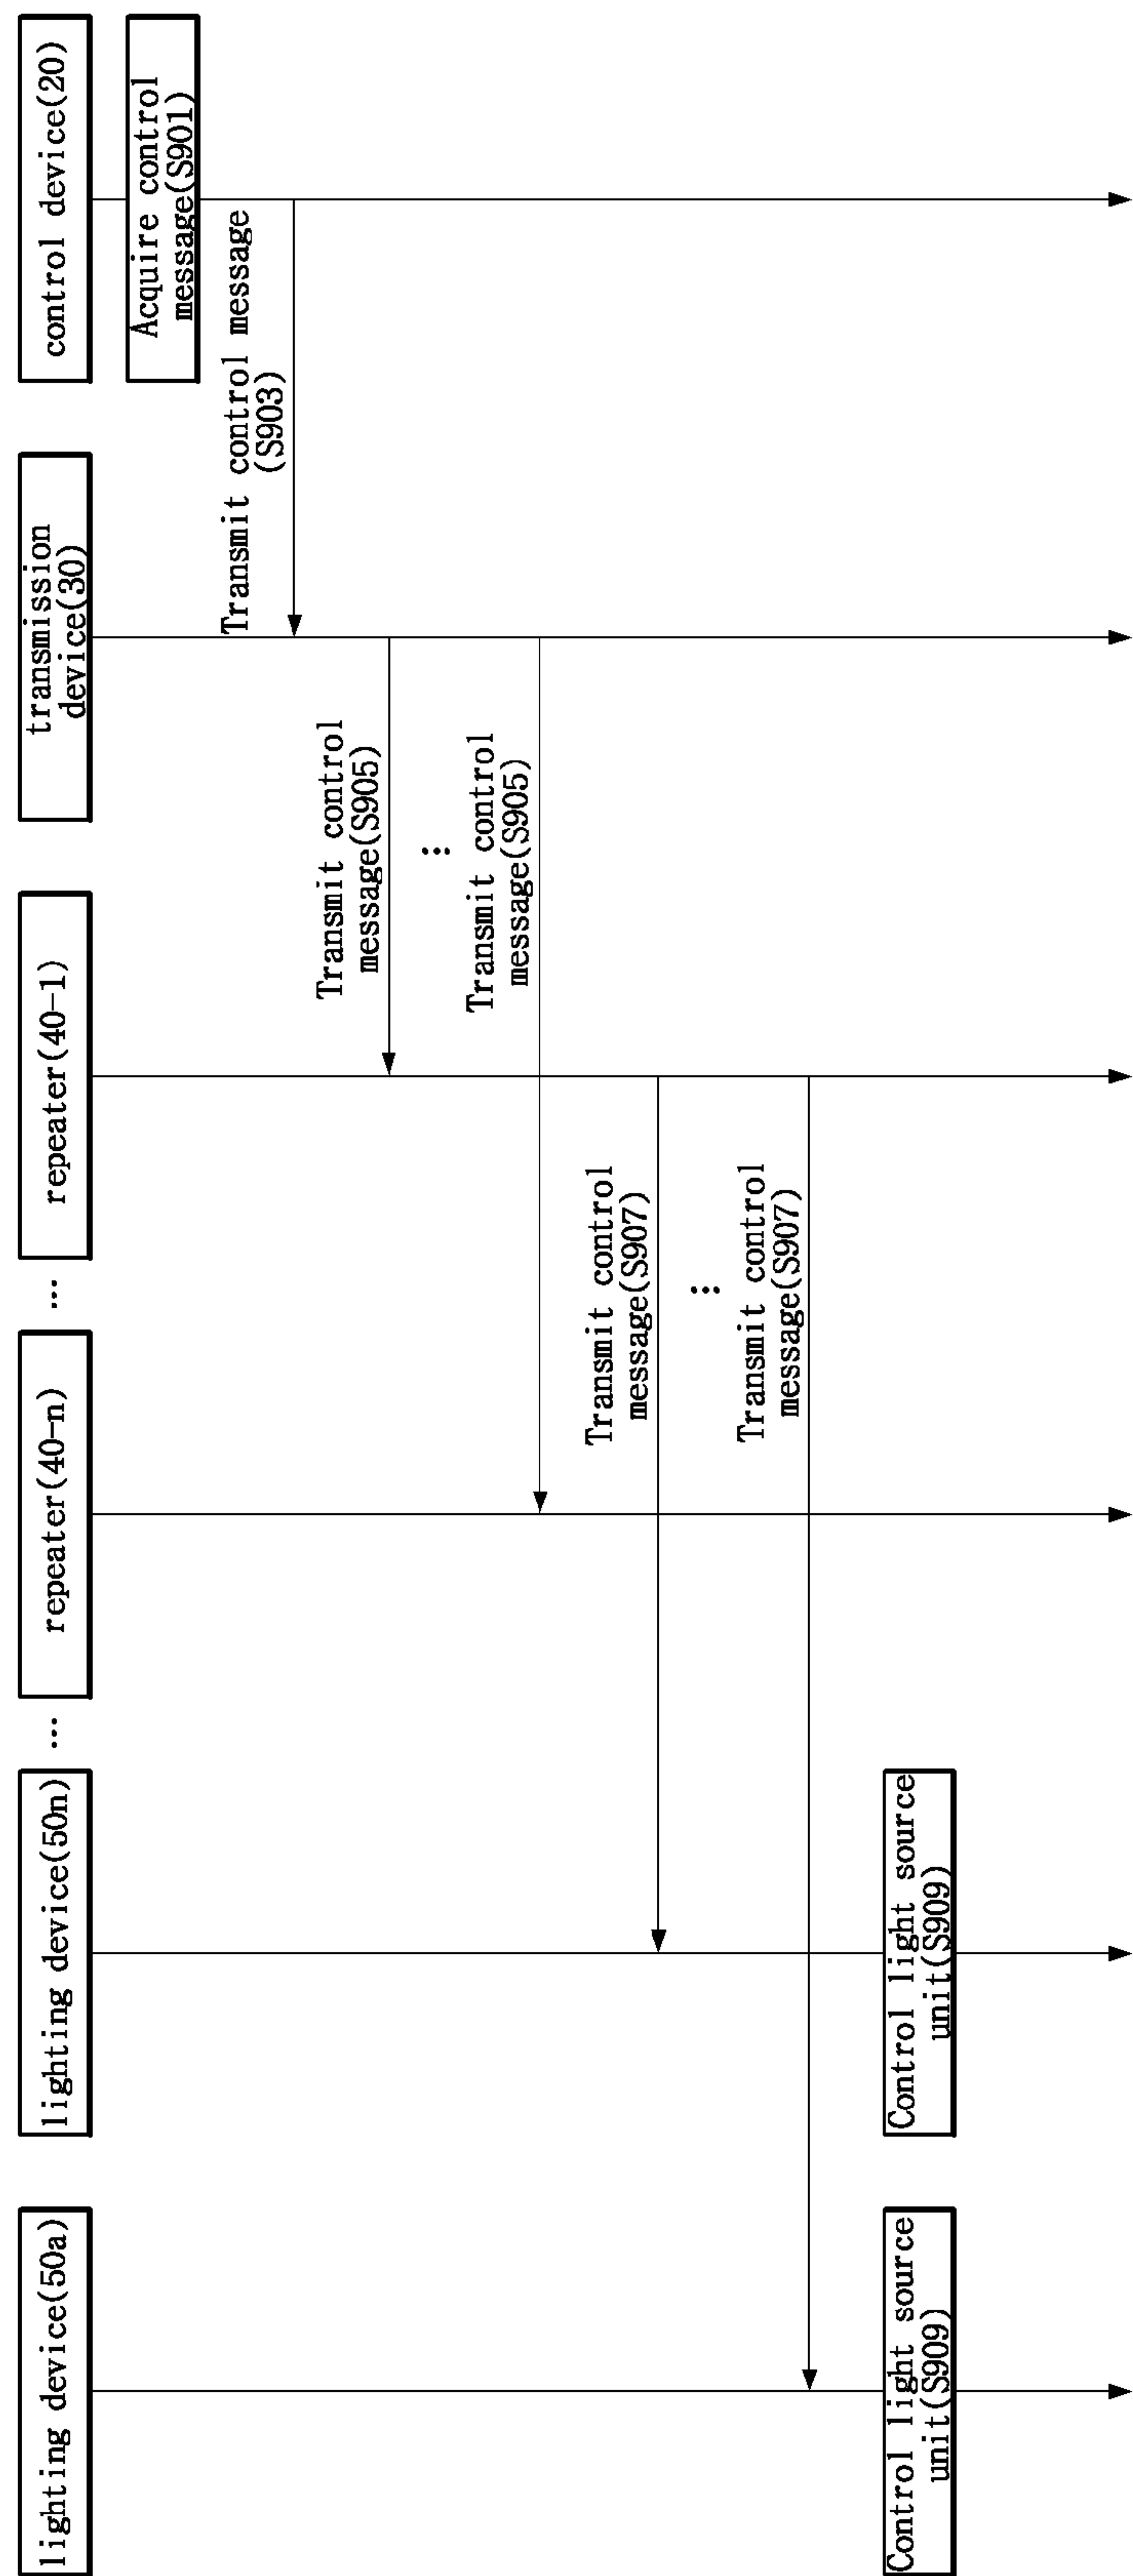 lighting device(50a)
lighting device(50n)
...
repeater(40-n)
...
repeater(40-1)
transmission
device(30)
control device(20)
Acquire control
message(S901)
Transmit control message
(S903)
Transmit control
message(S905)
⋮
Transmit control
message(S905)
Transmit control
message(S907)
⋮
Transmit control
message(S907)
Control light source
unit(S909)
Control light source
unit(S909)